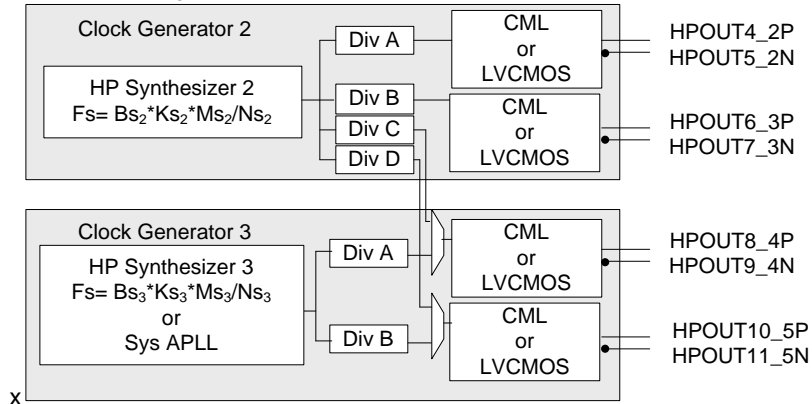 Clock Generator 2
HP Synthesizer 2
Fs= Bs₂*Ks₂*Ms₂/Ns₂
Div A
Div B
Div C
Div D
CML
or
LVCMOS
CML
or
LVCMOS
HPOUT4_2P
HPOUT5_2N
HPOUT6_3P
HPOUT7_3N
Clock Generator 3
HP Synthesizer 3
Fs= Bs₃*Ks₃*Ms₃/Ns₃
or
Sys APLL
Div A
Div B
CML
or
LVCMOS
CML
or
LVCMOS
HPOUT8_4P
HPOUT9_4N
HPOUT10_5P
HPOUT11_5N
x